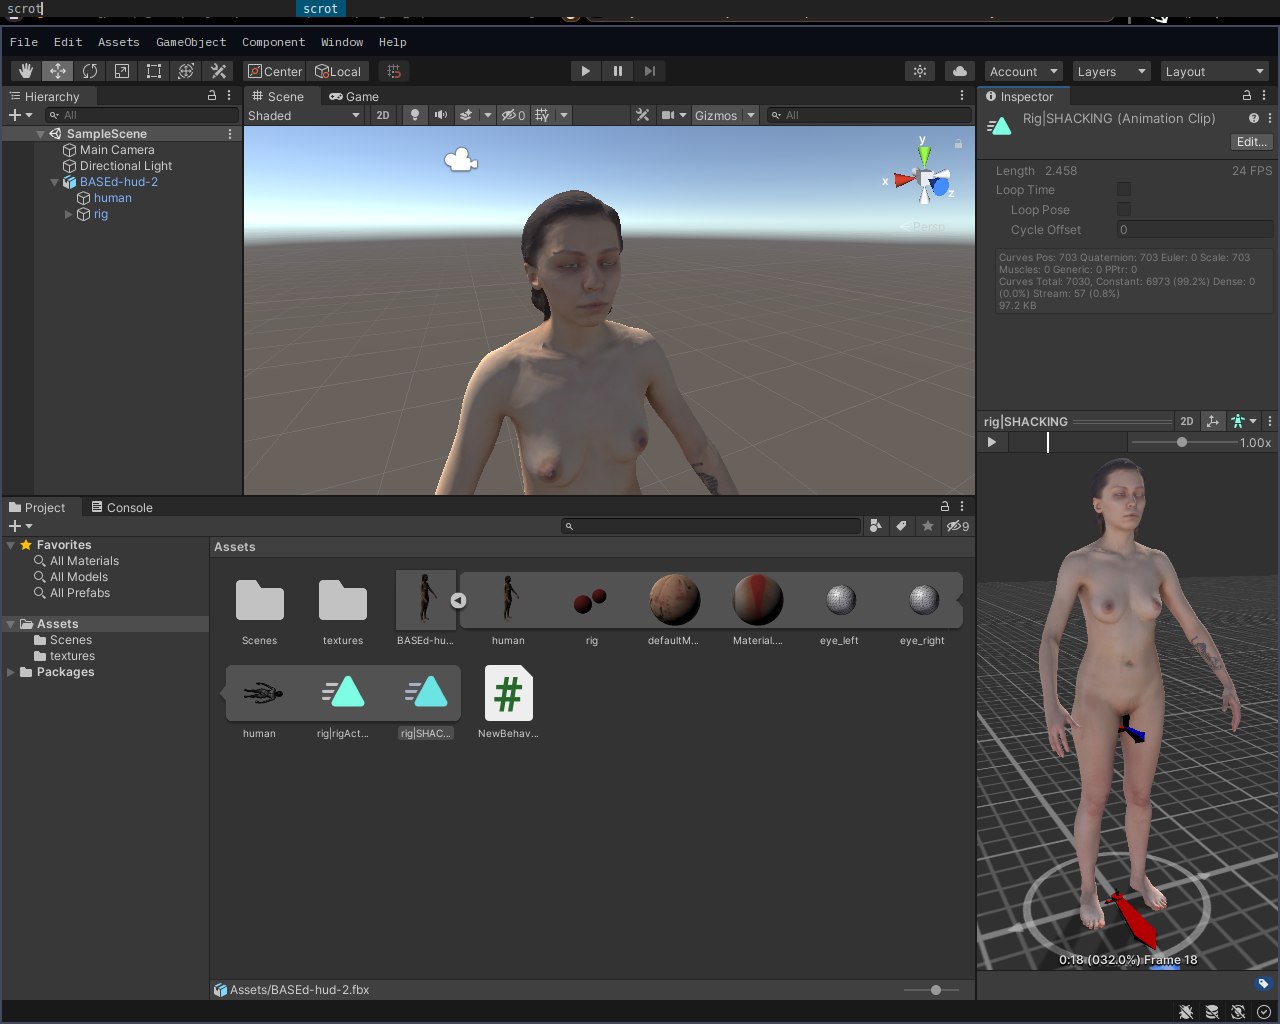 scrot scrot
File Edit Assets GameObject Component Window Help
Center Local Account Layers Layout
Hierarchy
All
SampleScene
Main Camera
Directional Light
BASEd-hud-2
human
rig
Scene Game
Shaded 2D 0 Gizmos All
y
x
z
Persp
Inspector
Rig|SHACKING (Animation Clip)
Edit...
Length 2.458 24 FPS
Loop Time
Loop Pose
Cycle Offset 0
Curves Pos: 703 Quaternion: 703 Euler: 0 Scale: 703
Muscles: 0 Generic: 0 PPtr: 0
Curves Total: 7030, Constant: 6973 (99.2%) Dense: 0
(0.0%) Stream: 57 (0.8%)
97.2 KB
rig|SHACKING 2D
1.00x
0:18 (032.0%) Frame 18
Project Console
9
Favorites
All Materials
All Models
All Prefabs
Assets
Scenes
textures
Packages
Assets
Scenes textures BASEd-hu... human rig defaultM... Material.... eye_left eye_right
human rig|rigAct... rig|SHAC... NewBehav...
Assets/BASEd-hud-2.fbx